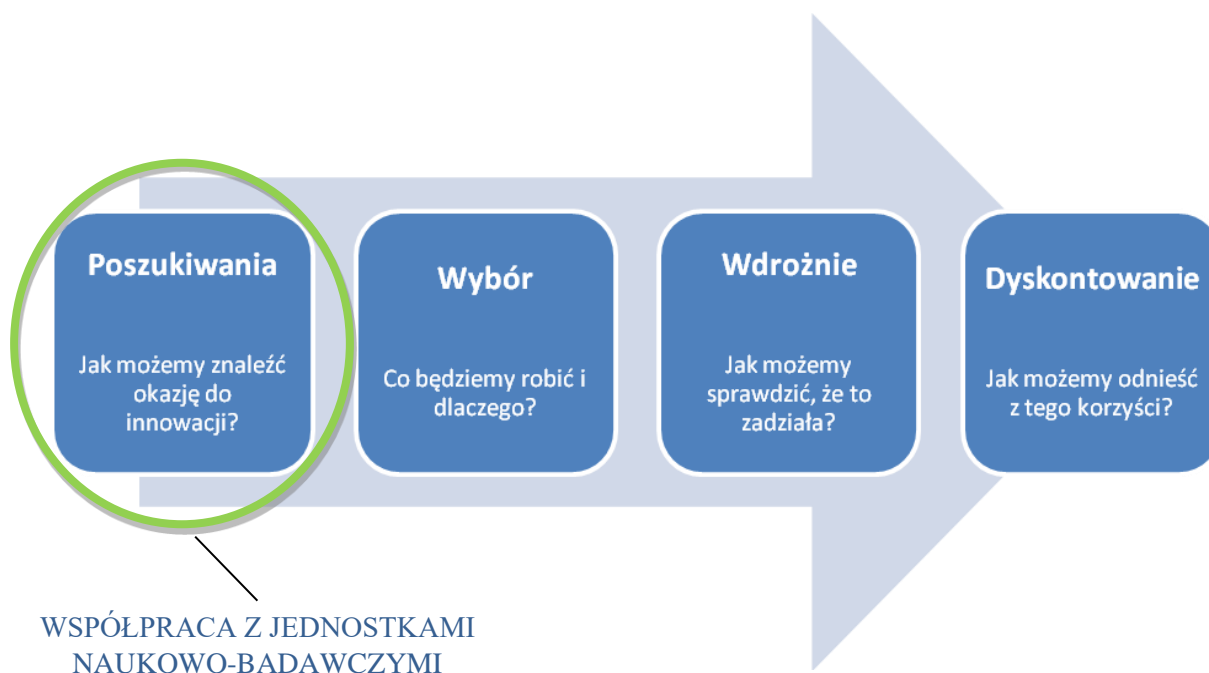 Poszukiwania
Jak możemy znaleźć
okazję do
innowacji?
Wybór
Co będziemy robić i
dlaczego?
Wdrożnie
Jak możemy
sprawdzić, że to
zadziała?
Dyskontowanie
Jak możemy odnieść
z tego korzyści?
WSPÓŁPRACA Z JEDNOSTKAMI
NAUKOWO-BADAWCZYMI